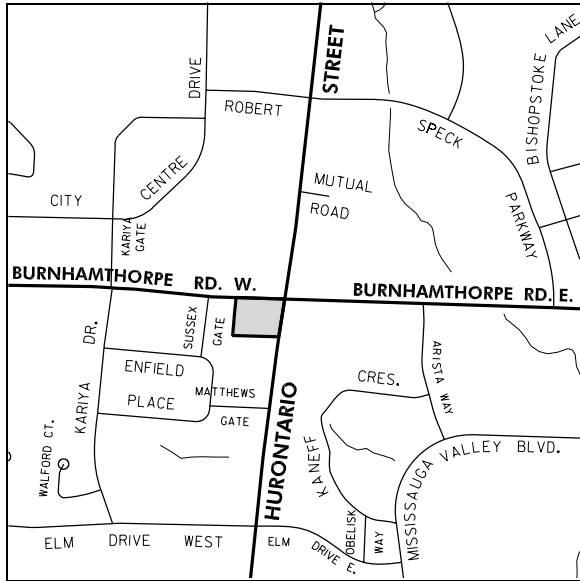 LANE
STREET
DRIVE
BISHOPSTOKE
ROBERT
SPECK
CENTRE
MUTUAL
CITY
ROAD
PARKWAY
KARIYA
GATE
BURNHAMTHORPE RD. W.
BURNHAMTHORPE RD. E.
SUSSEX
GATE
DR.
ENFIELD
ARISTA WAY
CRES.
MATTHEWS
PLACE
KARIYA
GATE
HURONTARIO
WALFORD CT.
KANEFF
MISSISSAUGA VALLEY BLVD.
OBELISK
WAY
ELM DRIVE WEST
ELM
DRIVE E.